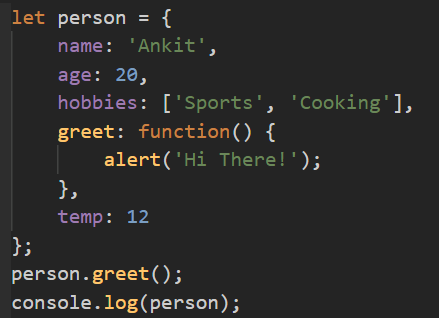 let person = {
    name: 'Ankit',
    age: 20,
    hobbies: ['Sports', 'Cooking'],
    greet: function() {
        alert('Hi There!');
    },
    temp: 12
};
person.greet();
console.log(person);